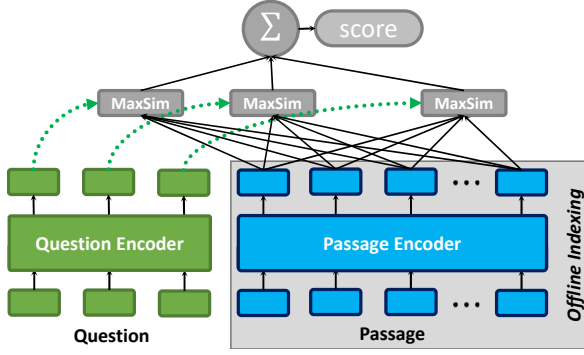 Σ
score
MaxSim
MaxSim
MaxSim
Question Encoder
Passage Encoder
Offline Indexing
Question
Passage